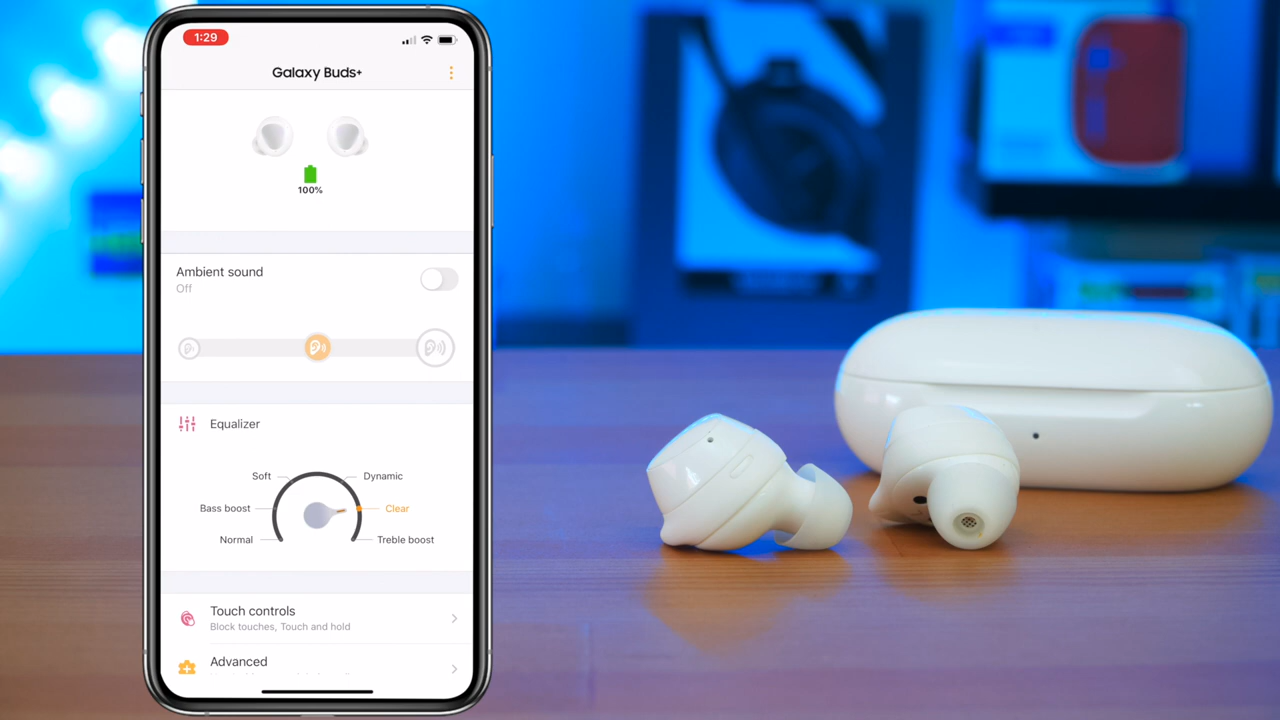 1:29
Galaxy Buds+
100%
Ambient sound
Off
Equalizer
Soft
Dynamic
Bass boost
Clear
Normal
Treble boost
Touch controls
Block touches, Touch and hold
Advanced